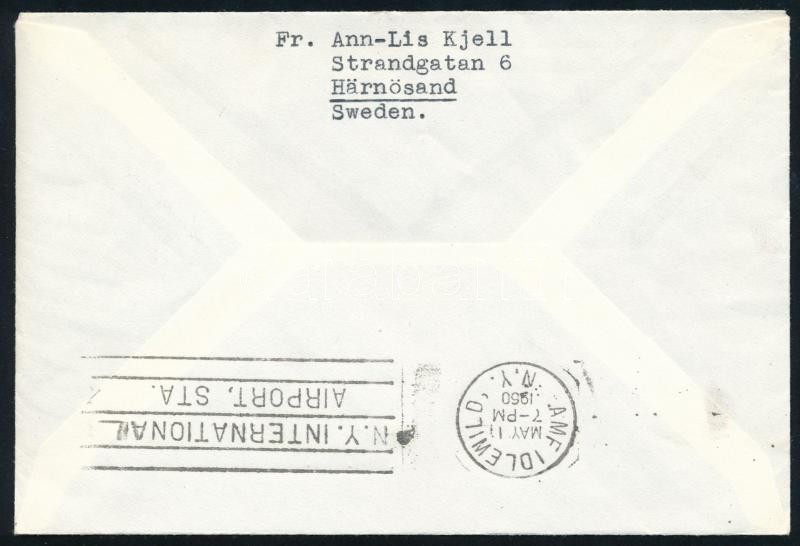 Fr. Ann-Lis Kjell
Strandgatan 6
Härnösand
Sweden.
AMF IDLEWILD, N.Y.
MAY 11
7-PM
1950
N.Y. INTERNATIONAL
AIRPORT, STA.